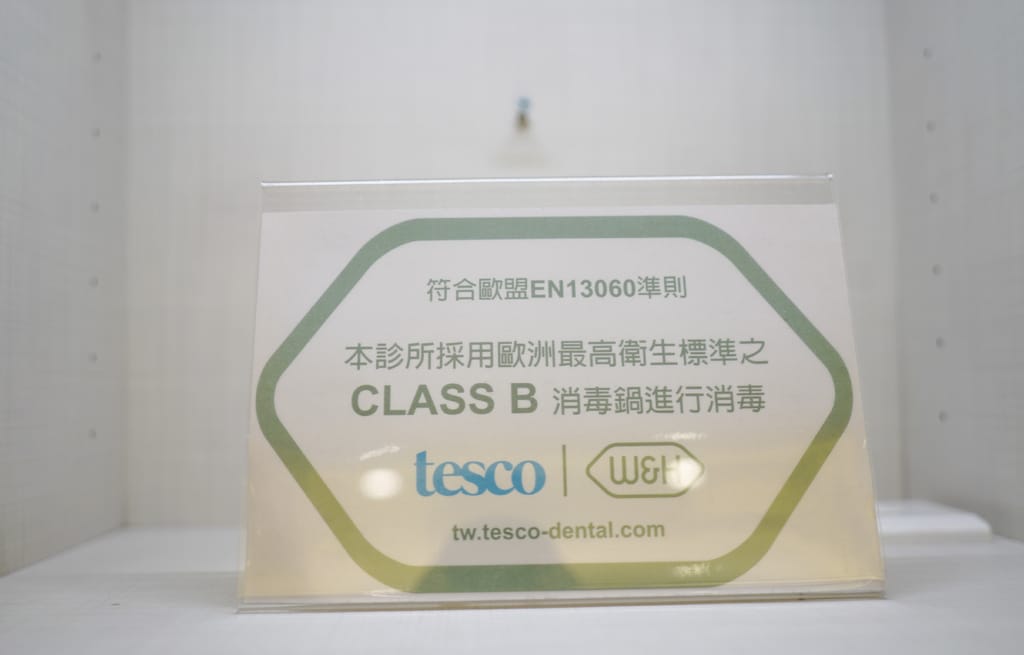 符合歐盟EN13060準則
本診所採用歐洲最高衛生標準之
CLASS B 消毒鍋進行消毒
tesco | W&H
tw.tesco-dental.com